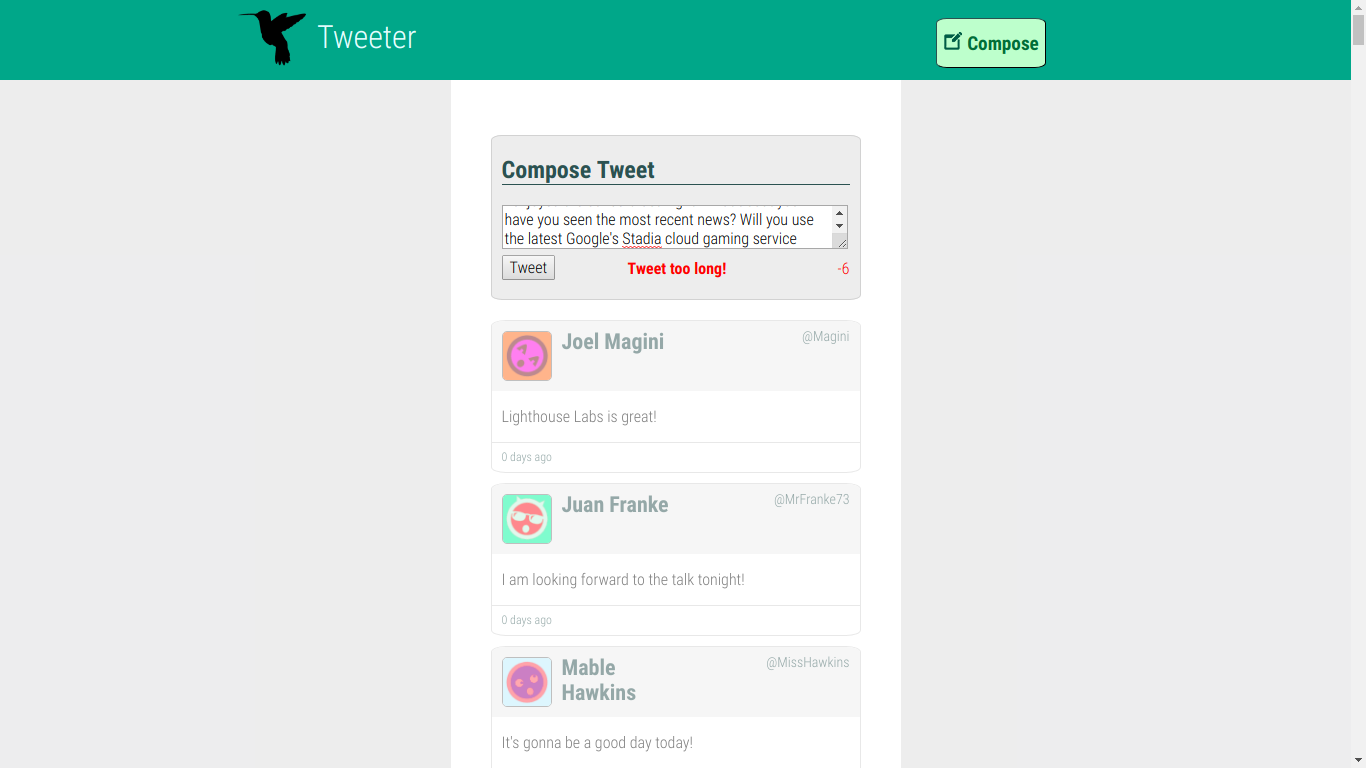 Tweeter
Compose
Compose Tweet
have you seen the most recent news? Will you use
the latest Google's Stadia cloud gaming service
Tweet
Tweet too long!
-6
Joel Magini
@Magini
Lighthouse Labs is great!
0 days ago
Juan Franke
@MrFranke73
I am looking forward to the talk tonight!
0 days ago
Mable
Hawkins
@MissHawkins
It's gonna be a good day today!